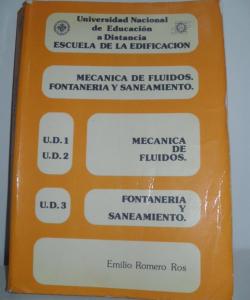 Universidad Nacional
de Educación
a Distancia
ESCUELA DE LA EDIFICACION
MECANICA DE FLUIDOS.
FONTANERIA Y SANEAMIENTO.
U.D. 1
U.D. 2
MECANICA
DE
FLUIDOS.
U.D. 3
FONTANERIA
Y
SANEAMIENTO.
Emilio Romero Ros